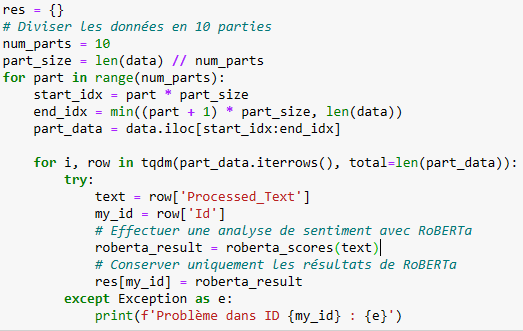 res = {}
# Diviser les données en 10 parties
num_parts = 10
part_size = len(data) // num_parts
for part in range(num_parts):
    start_idx = part * part_size
    end_idx = min((part + 1) * part_size, len(data))
    part_data = data.iloc[start_idx:end_idx]

    for i, row in tqdm(part_data.iterrows(), total=len(part_data)):
        try:
            text = row['Processed_Text']
            my_id = row['Id']
            # Effectuer une analyse de sentiment avec RoBERTa
            roberta_result = roberta_scores(text)
            # Conserver uniquement les résultats de RoBERTa
            res[my_id] = roberta_result
        except Exception as e:
            print(f'Problème dans ID {my_id} : {e}')